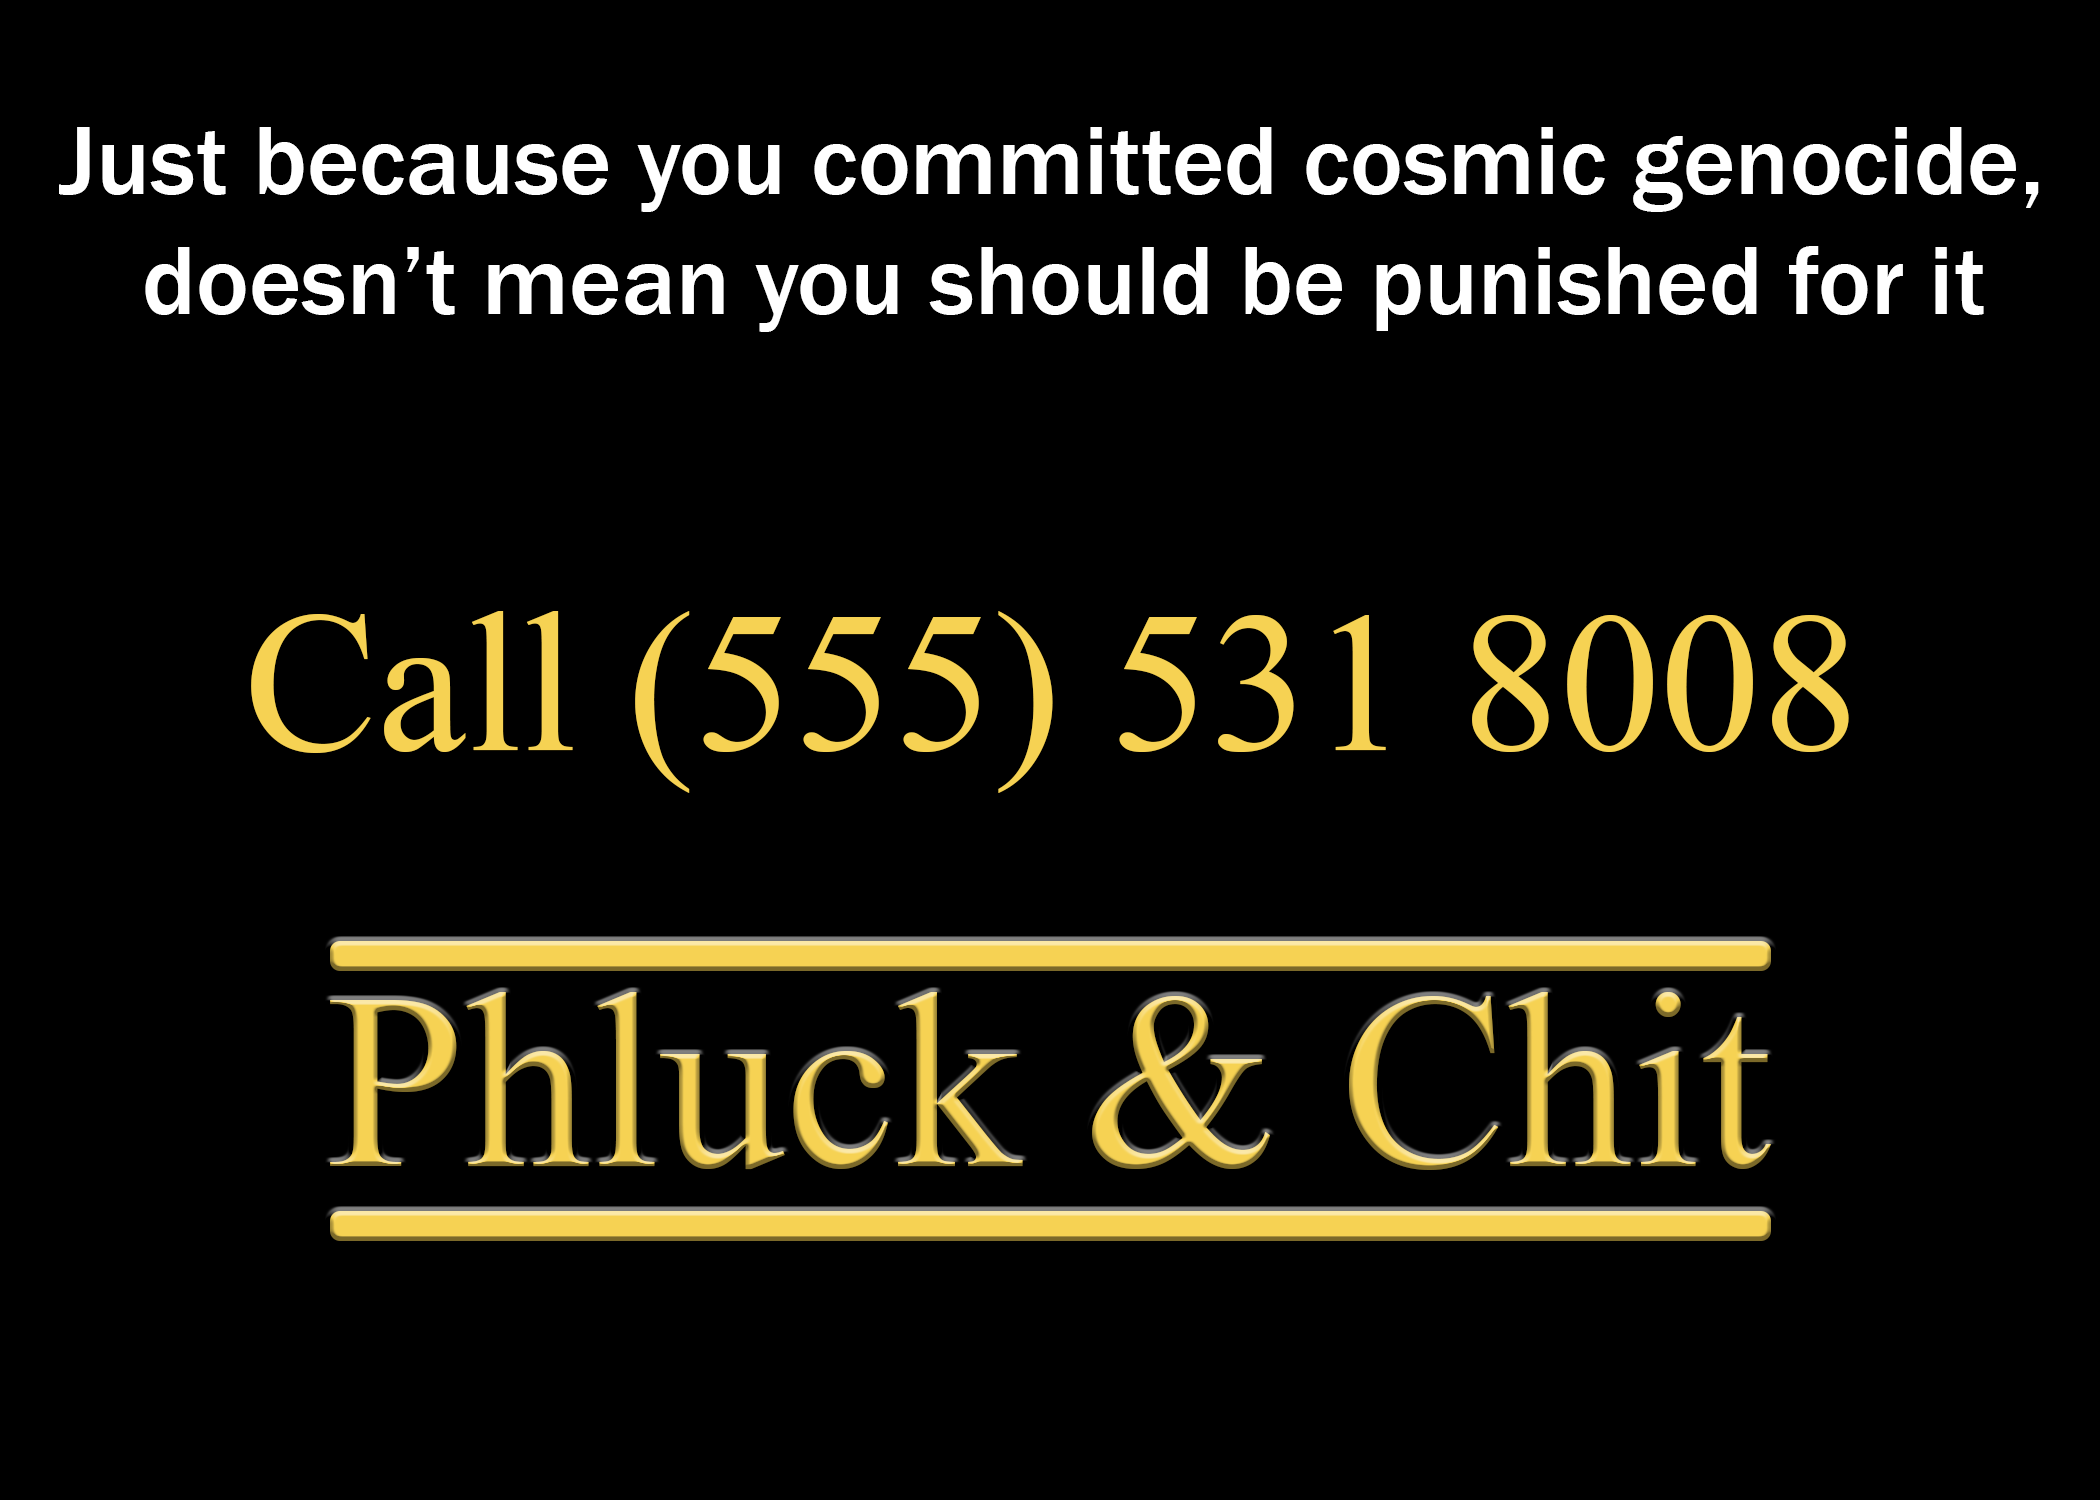 Just because you committed cosmic genocide,
doesn’t mean you should be punished for it
Call (555) 531 8008
Phluck & Chit